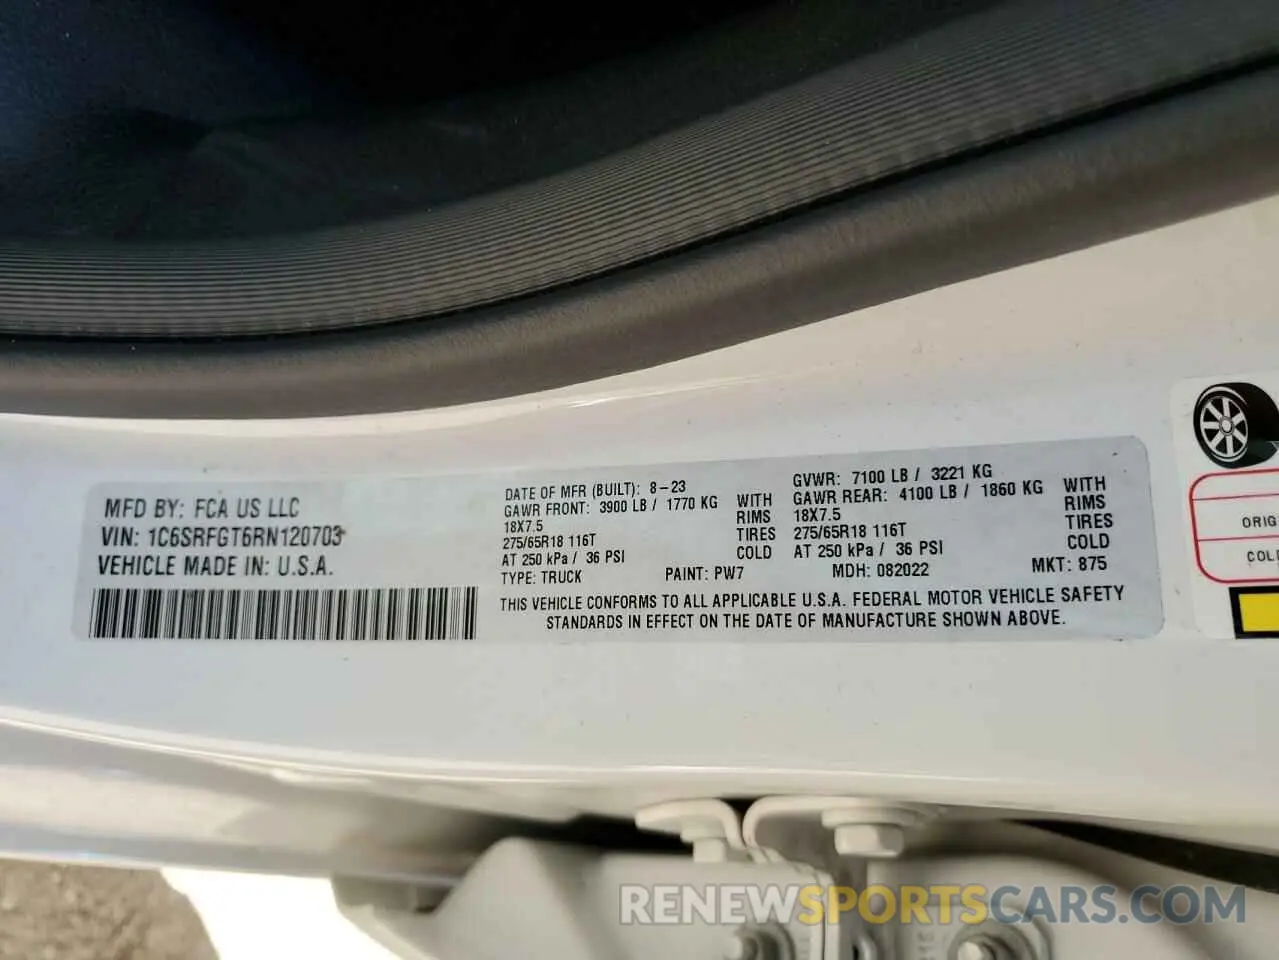 MFD BY: FCA US LLC
VIN: 1C6SRFGT6RN120703
VEHICLE MADE IN: U.S.A.
DATE OF MFR (BUILT): 8-23
GAWR FRONT: 3900 LB / 1770 KG WITH
18X7.5 RIMS
275/65R18 116T TIRES
AT 250 kPa / 36 PSI COLD
GVWR: 7100 LB / 3221 KG
GAWR REAR: 4100 LB / 1860 KG WITH
18X7.5 RIMS
275/65R18 116T TIRES
AT 250 kPa / 36 PSI COLD
TYPE: TRUCK PAINT: PW7 MDH: 082022 MKT: 875
THIS VEHICLE CONFORMS TO ALL APPLICABLE U.S.A. FEDERAL MOTOR VEHICLE SAFETY
STANDARDS IN EFFECT ON THE DATE OF MANUFACTURE SHOWN ABOVE.
ORIG
COL
RENEWSPORTSCARS.COM